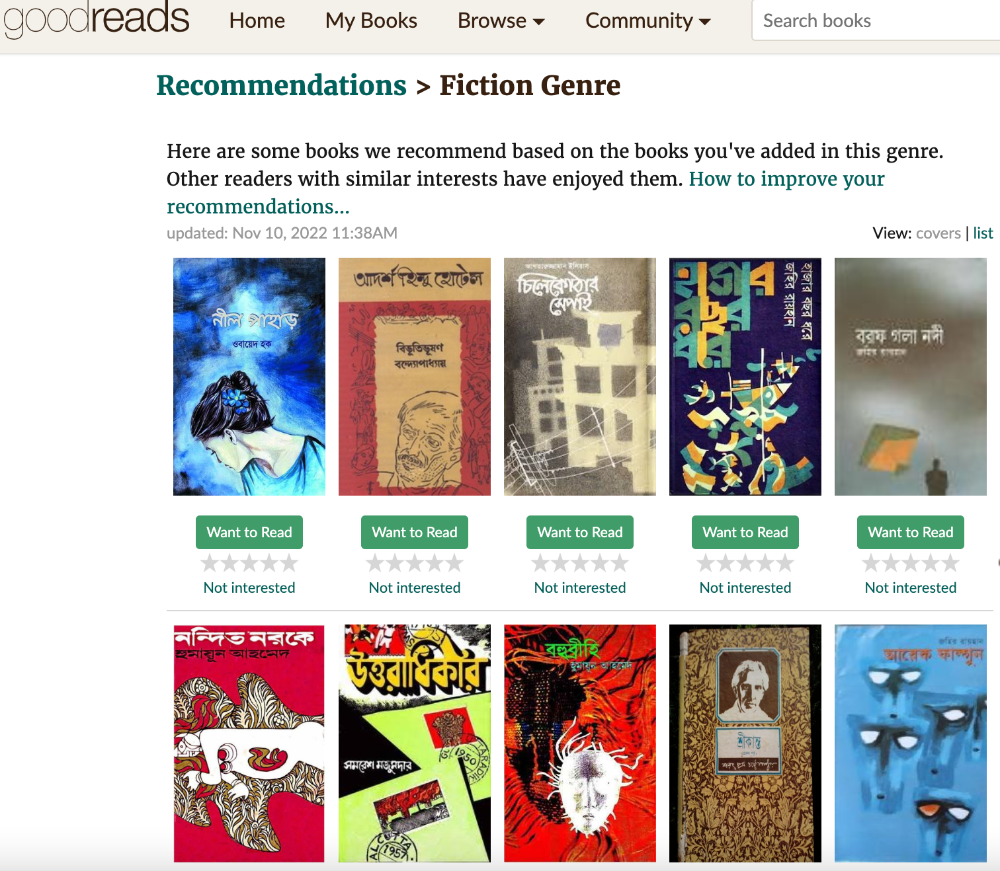 goodreads
Home
My Books
Browse
Community
Search books
Recommendations > Fiction Genre
Here are some books we recommend based on the books you've added in this genre.
Other readers with similar interests have enjoyed them. How to improve your
recommendations...
updated: Nov 10, 2022 11:38AM
View: covers | list
নীল পাহাড়
ওবায়েদ হক
আদর্শ হিন্দু হোটেল
বিভূতিভূষণ
বন্দ্যোপাধ্যায়
আখতারুজ্জামান ইলিয়াস
চিলেকোঠার
সেপাই
হাজার
বছর
ধরে
হাজার বছর ধরে
জহির রায়হান
বরফ গলা নদী
জহির রায়হান
Want to Read
Want to Read
Want to Read
Want to Read
Want to Read
Not interested
Not interested
Not interested
Not interested
Not interested
নন্দিত নরকে
হুমায়ূন আহমেদ
উত্তরাধিকার
1950
সমরেশ মজুমদার
CALCUTTA
1957
বহুব্রীহি
হুমায়ূন আহমেদ
শ্রীকান্ত
জহির রায়হান
আরেক ফাল্গুন